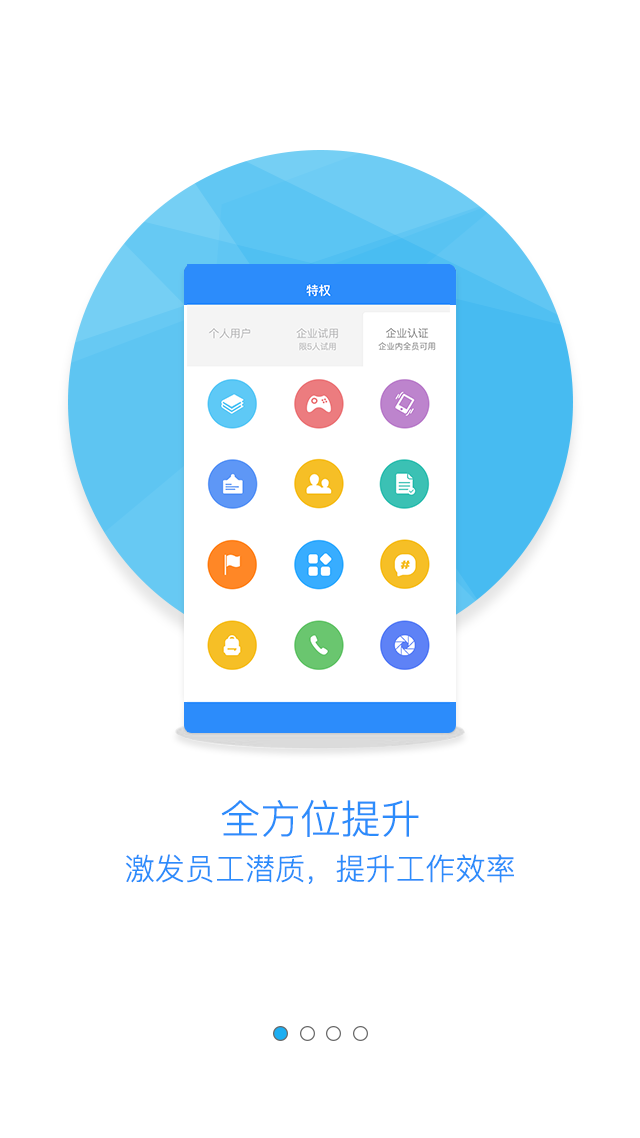 特权
个人用户
企业试用
企业认证
限5人试用
企业内全员可用
#
全方位提升
激发员工潜质，提升工作效率